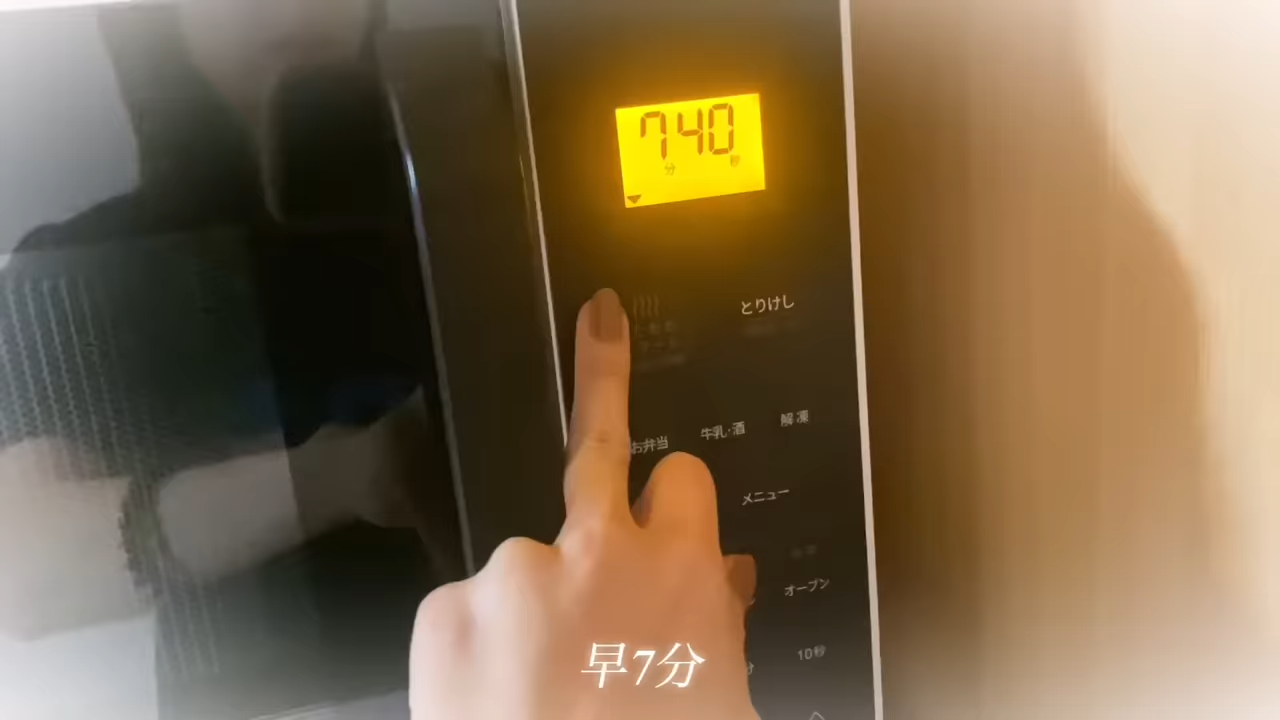 740
分 秒
とりけし
お弁当 牛乳・酒 解凍
メニュー
オーブン
分 10秒
早7分